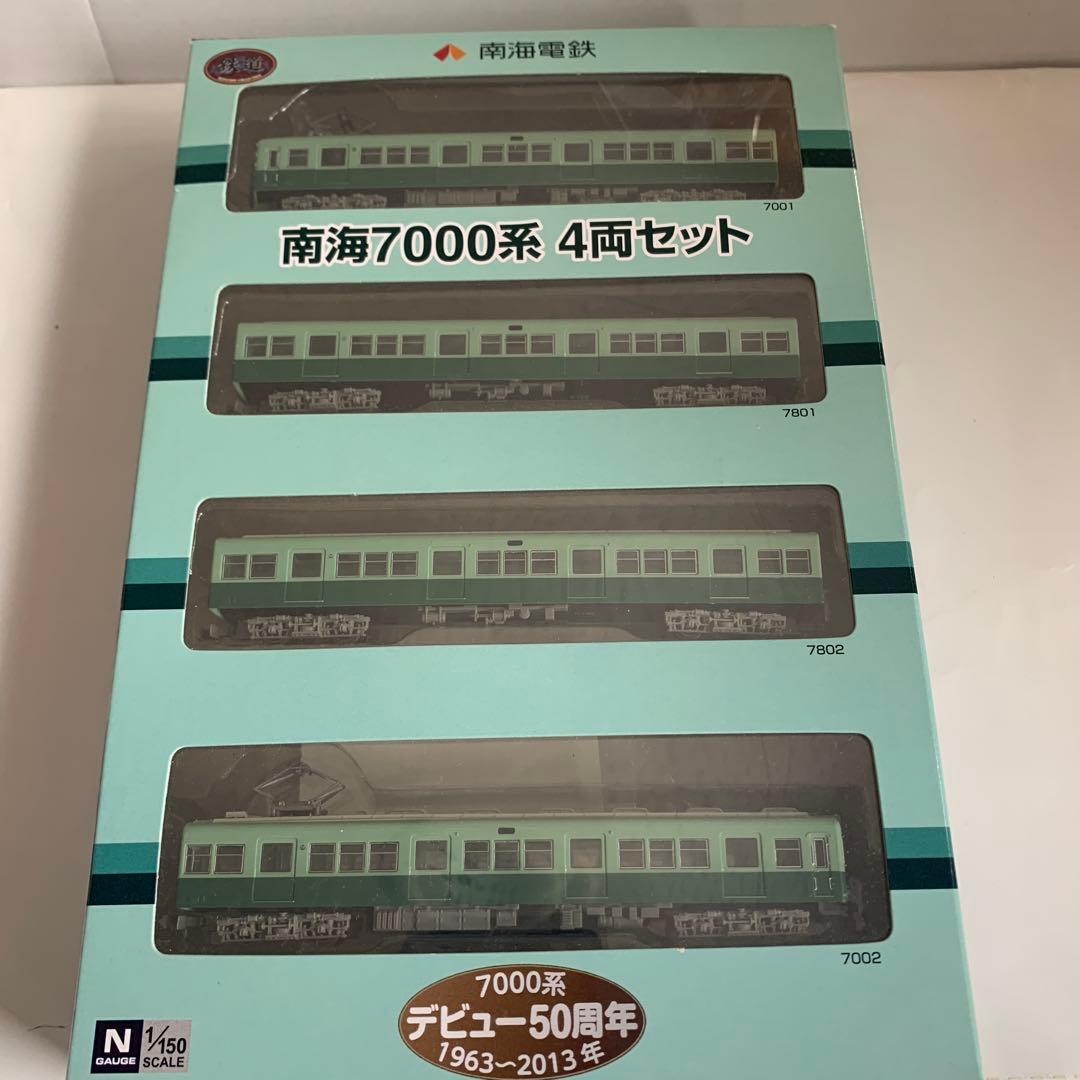 鉄道
南海電鉄
7001
南海7000系 4両セット
7801
7802
7002
7000系
デビュー50周年
1963～2013年
N
GAUGE
1/150
SCALE